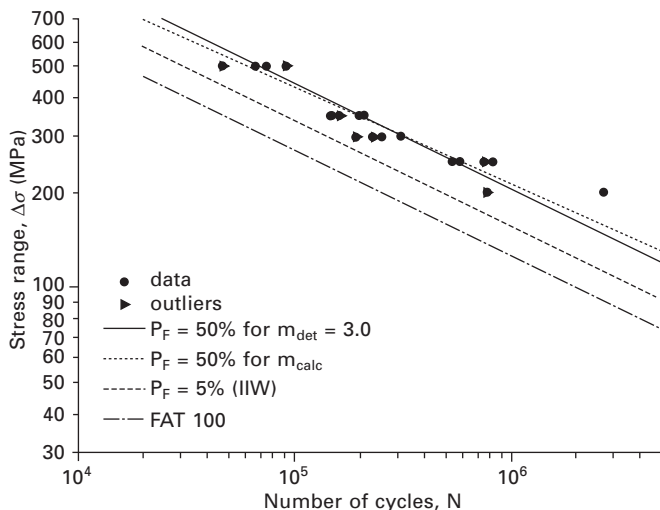 700
600
500
400
300
200
100
90
80
70
60
50
40
30
Stress range, Δσ (MPa)
data
outliers
P_F = 50% for m_det = 3.0
P_F = 50% for m_calc
P_F = 5% (IIW)
FAT 100
10^4 10^5 10^6
Number of cycles, N